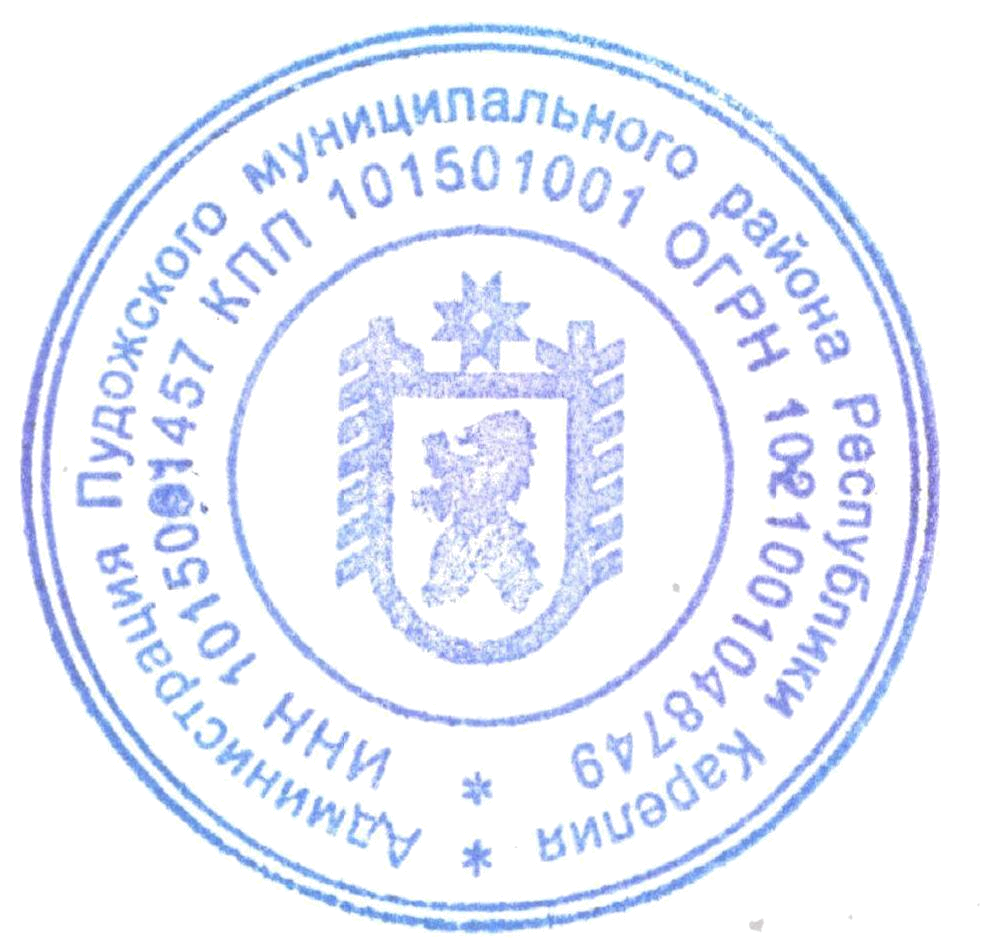 Администрация Пудожского муниципального района Республики Карелия *
ИНН 1015001457 КПП 101501001 ОГРН 1021001048749 *